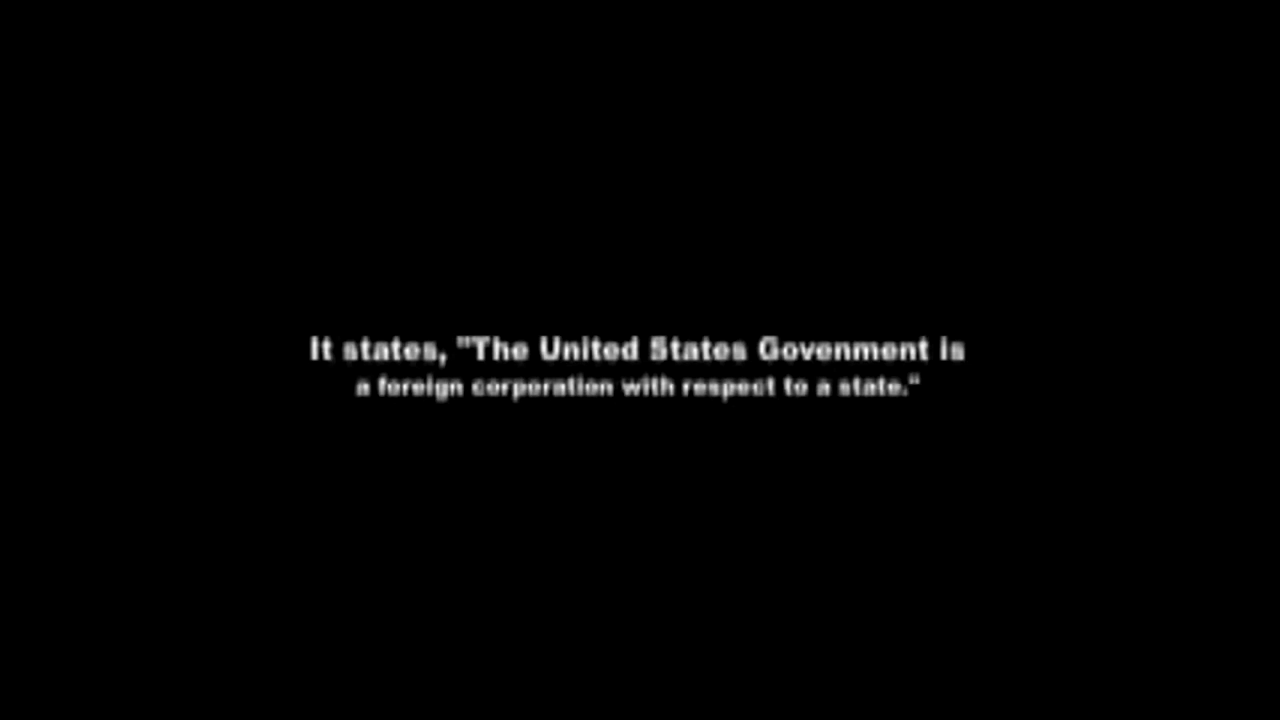 It states, "The United States Govenment is
a foreign corporation with respect to a state."